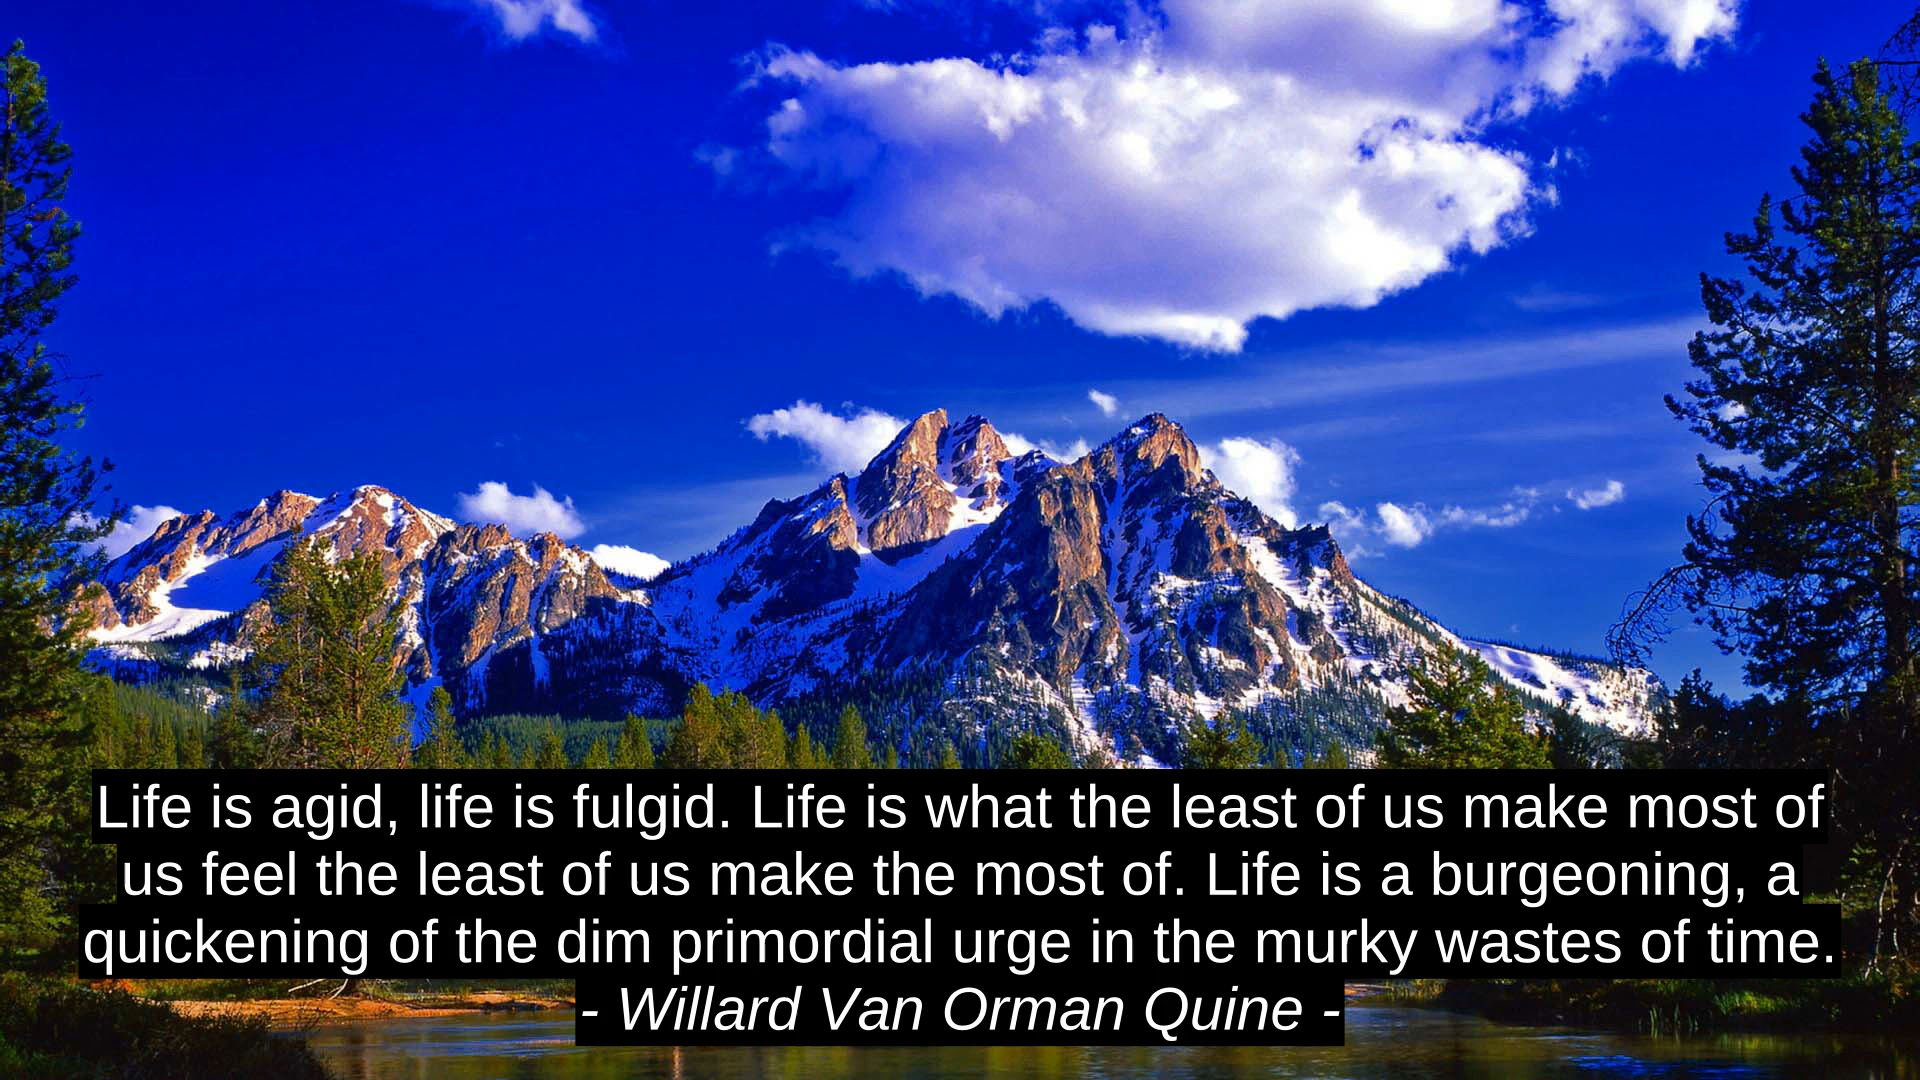 Life is agid, life is fulgid. Life is what the least of us make most of
us feel the least of us make the most of. Life is a burgeoning, a
quickening of the dim primordial urge in the murky wastes of time.
- Willard Van Orman Quine -